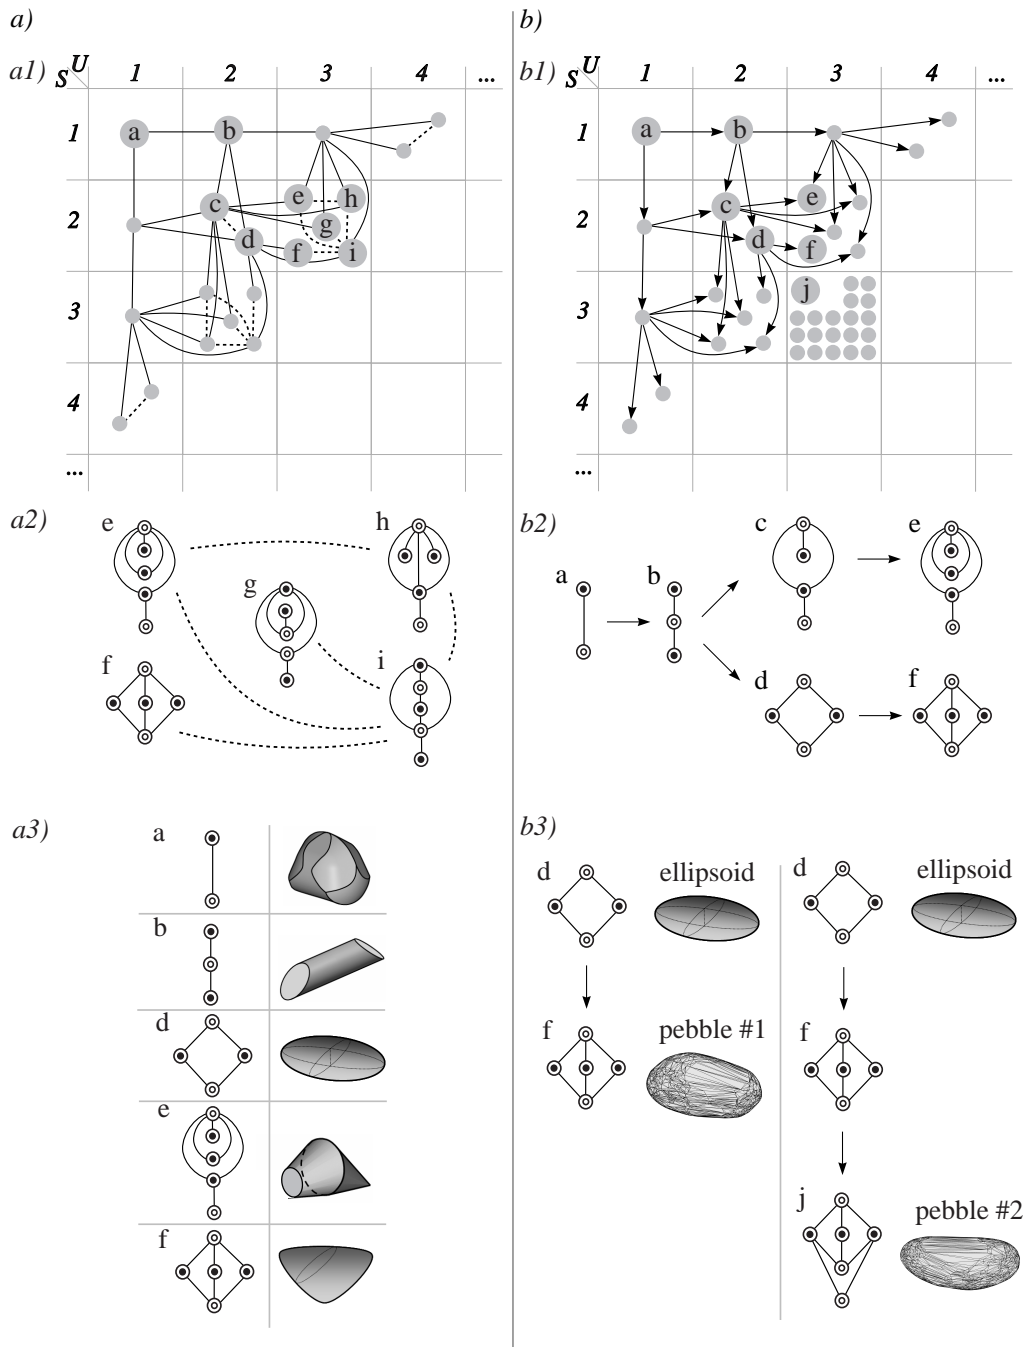 a)
a1)
S U 1 2 3 4 ...
1 a b
2 c e h
g
d f i
3
4
...
a2)
e h
g
f i
a3)
a
b
d
e
f
b)
b1)
S U 1 2 3 4 ...
1 a b
2 c e
d f
3 j
4
...
b2)
c e
a b
d f
b3)
d ellipsoid
f pebble #1
d ellipsoid
f
j pebble #2